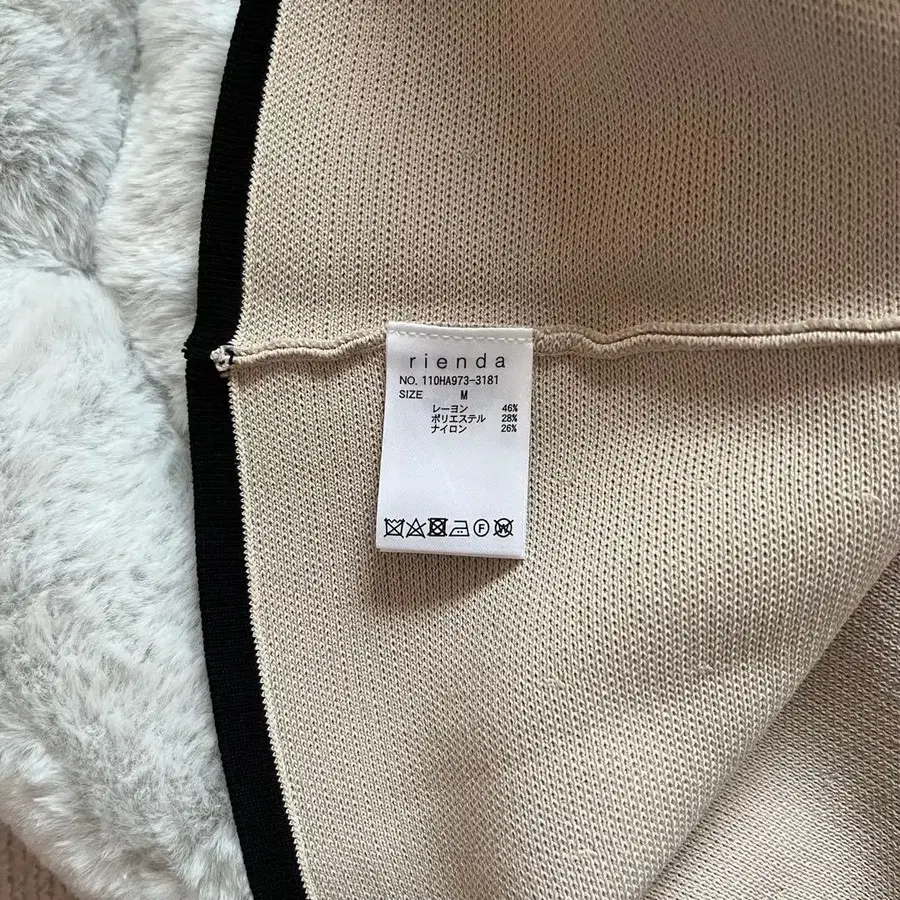 rienda
NO. 110HA973-3181
SIZE M
レーヨン 46%
ポリエステル 28%
ナイロン 26%
F W